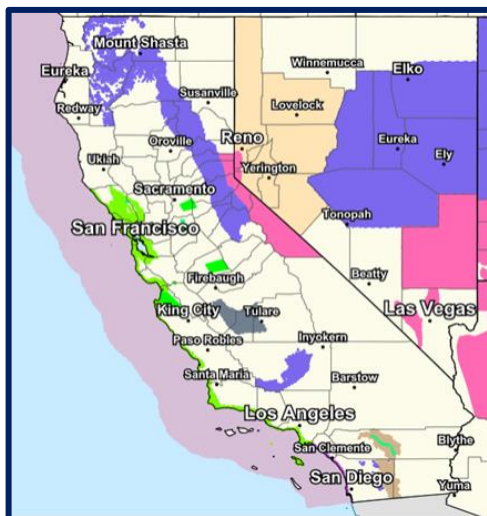 Mount Shasta
Eureka
Redway
Susanville
Winnemucca
Elko
Lovelock
Oroville
Reno
Eureka
Ukiah
Yerington
Ely
Sacramento
San Francisco
Tonopah
Firebaugh
Beatty
King City
Tulare
Las Vegas
Paso Robles
Inyokern
Santa Maria
Barstow
Los Angeles
San Clemente
Blythe
San Diego
Yuma